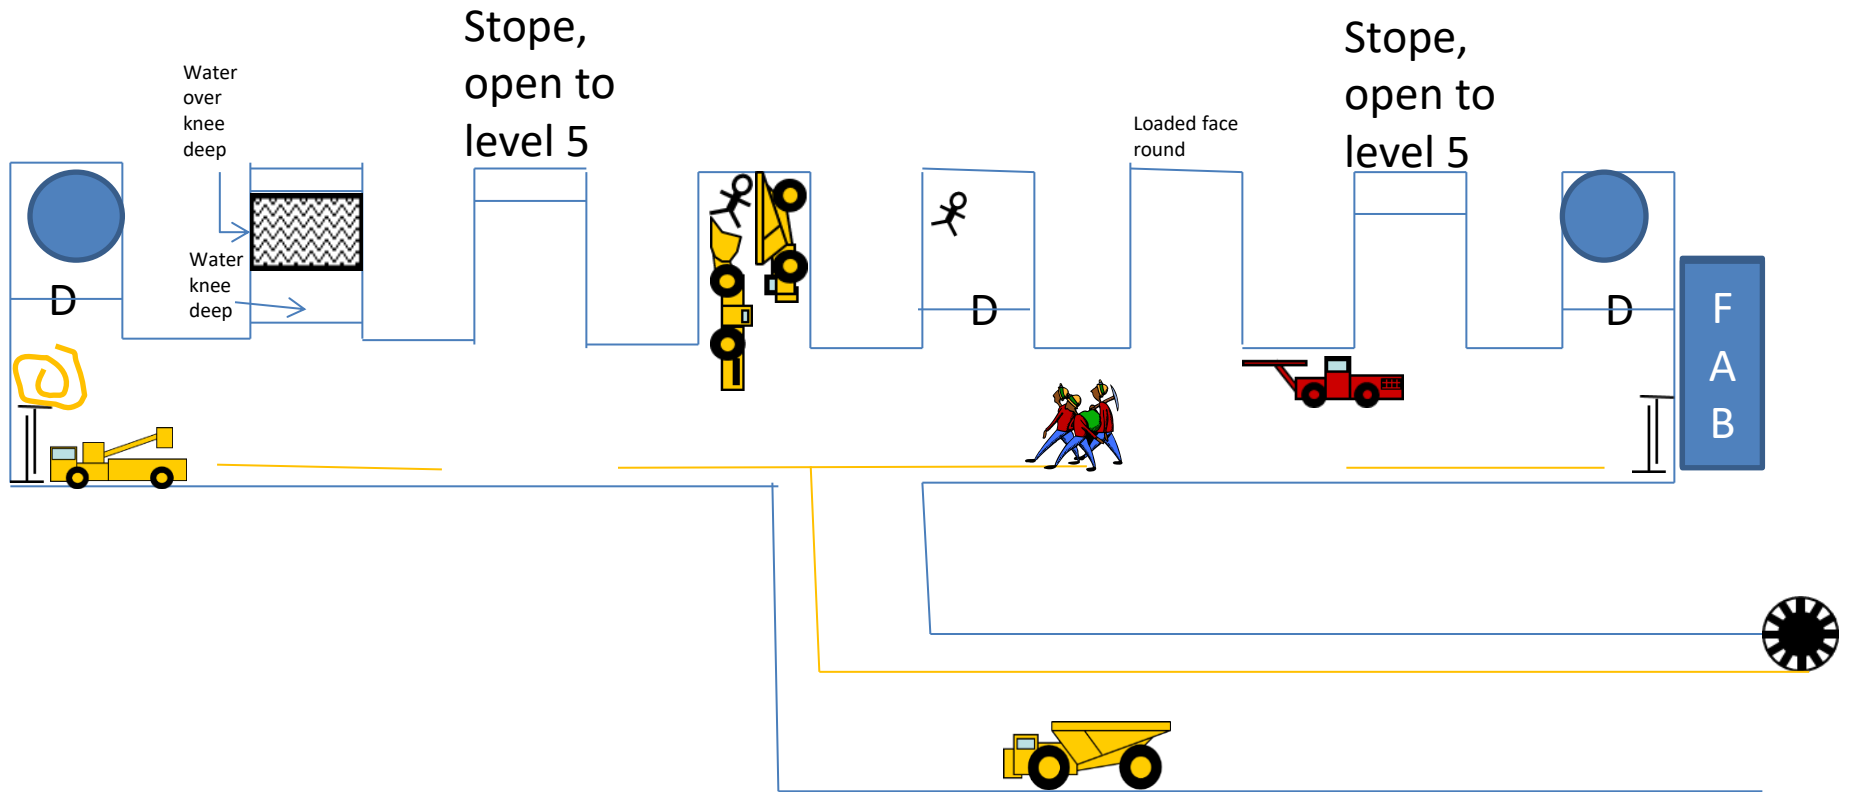 Stope,
open to
level 5
Stope,
open to
level 5
Water
over
knee
deep
Loaded face
round
Water
knee
deep
D
D
D
F
A
B